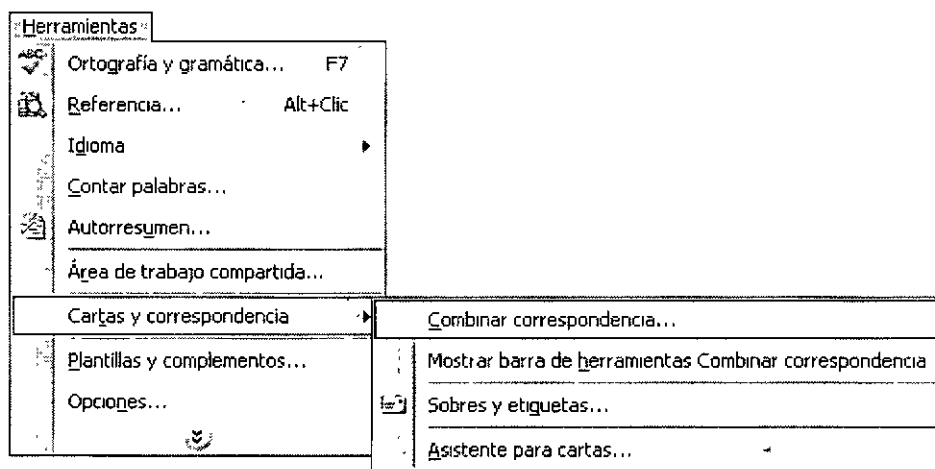 Herramientas
Ortografía y gramática... F7
Referencia... Alt+Clic
Idioma
Contar palabras...
Autorresumen...
Área de trabajo compartida...
Cartas y correspondencia
Plantillas y complementos...
Opciones...
Combinar correspondencia...
Mostrar barra de herramientas Combinar correspondencia
Sobres y etiquetas...
Asistente para cartas...